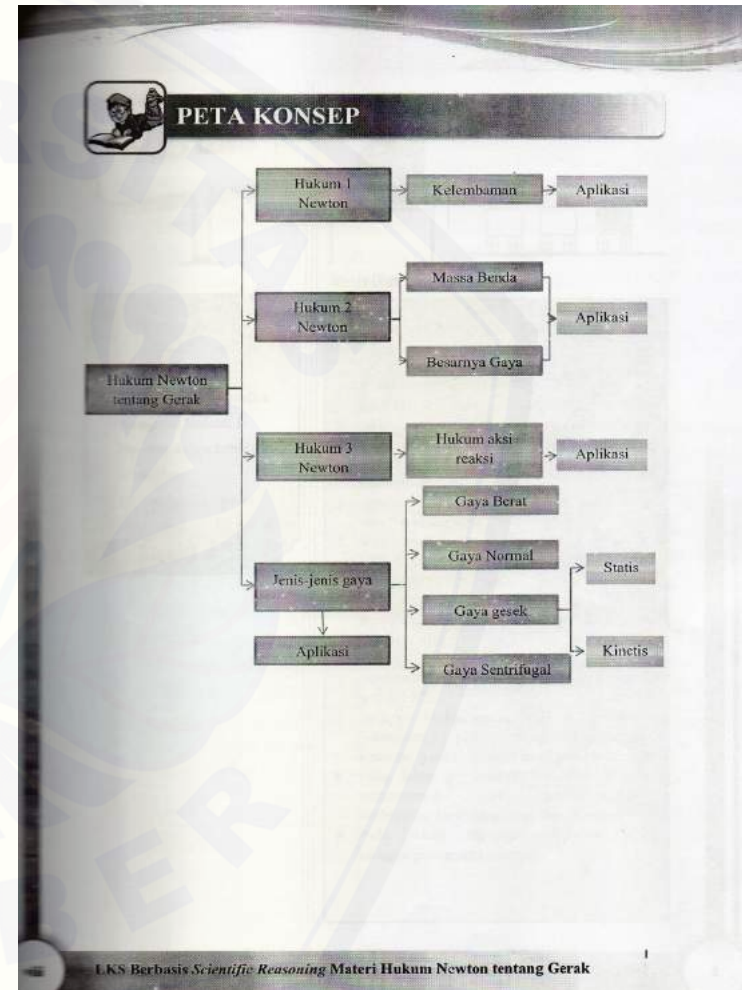 PETA KONSEP
Hukum 1
Newton
Kelembaman
Aplikasi
Hukum 2
Newton
Massa Benda
Besarnya Gaya
Aplikasi
Hukum Newton
tentang Gerak
Hukum 3
Newton
Hukum aksi
reaksi
Aplikasi
Jenis-jenis gaya
Aplikasi
Gaya Berat
Gaya Normal
Gaya gesek
Gaya Sentrifugal
Statis
Kinetis
LKS Berbasis Scientific Reasoning Materi Hukum Newton tentang Gerak
1